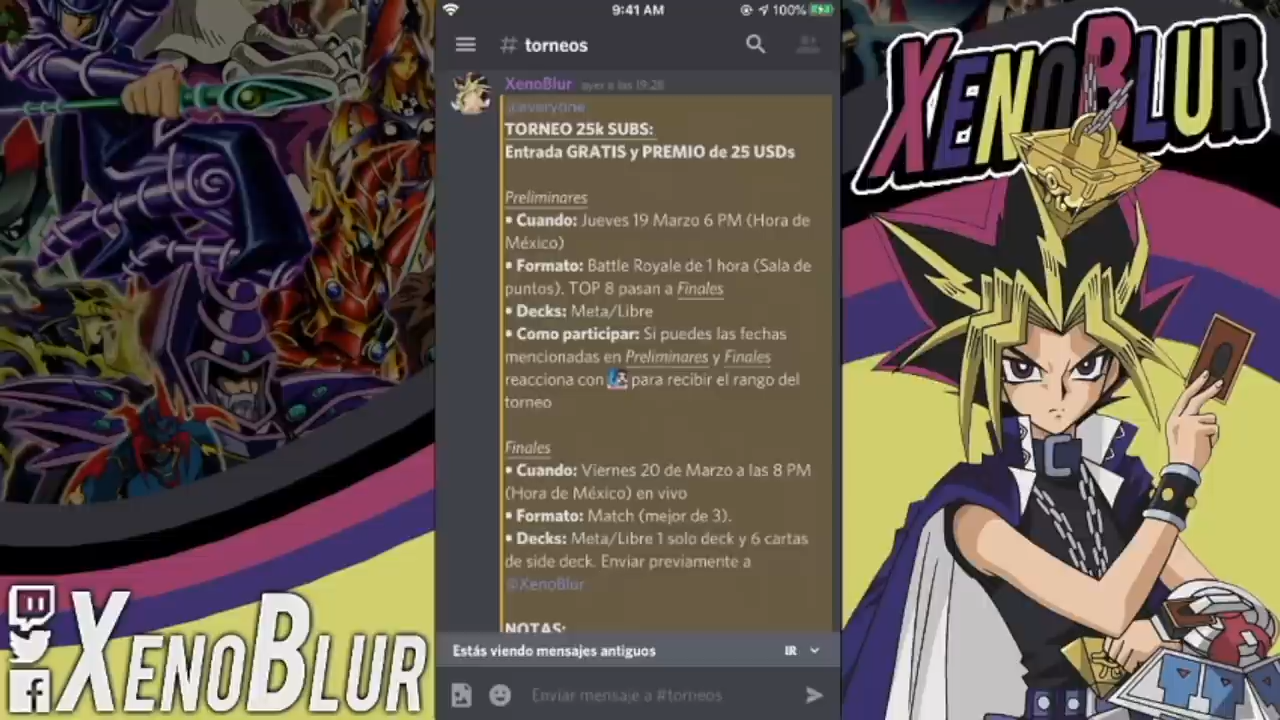 9:41 AM
100%
# torneos
XenoBlur ayer a las 19:28
@everyone
TORNEO 25k SUBS:
Entrada GRATIS y PREMIO de 25 USDs
Preliminares
• Cuando: Jueves 19 Marzo 6 PM (Hora de
México)
• Formato: Battle Royale de 1 hora (Sala de
puntos). TOP 8 pasan a Finales
• Decks: Meta/Libre
• Como participar: Si puedes las fechas
mencionadas en Preliminares y Finales
reacciona con para recibir el rango del
torneo
Finales
• Cuando: Viernes 20 de Marzo a las 8 PM
(Hora de México) en vivo
• Formato: Match (mejor de 3).
• Decks: Meta/Libre 1 solo deck y 6 cartas
de side deck. Enviar previamente a
@XenoBlur
NOTAS:
Estás viendo mensajes antiguos
IR
Enviar mensaje a #torneos
XENOBLUR
XENOBLUR